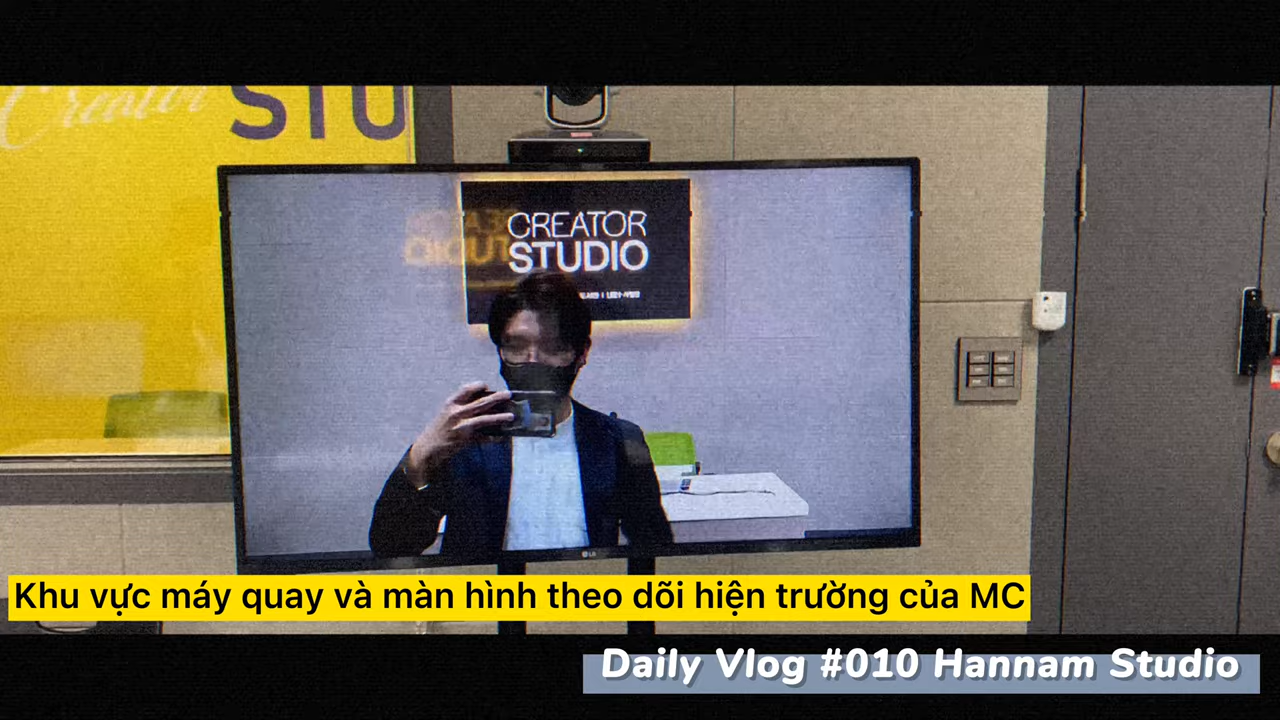 Creator STU
CREATOR
STUDIO
LG
Khu vực máy quay và màn hình theo dõi hiện trường của MC
Daily Vlog #010 Hannam Studio